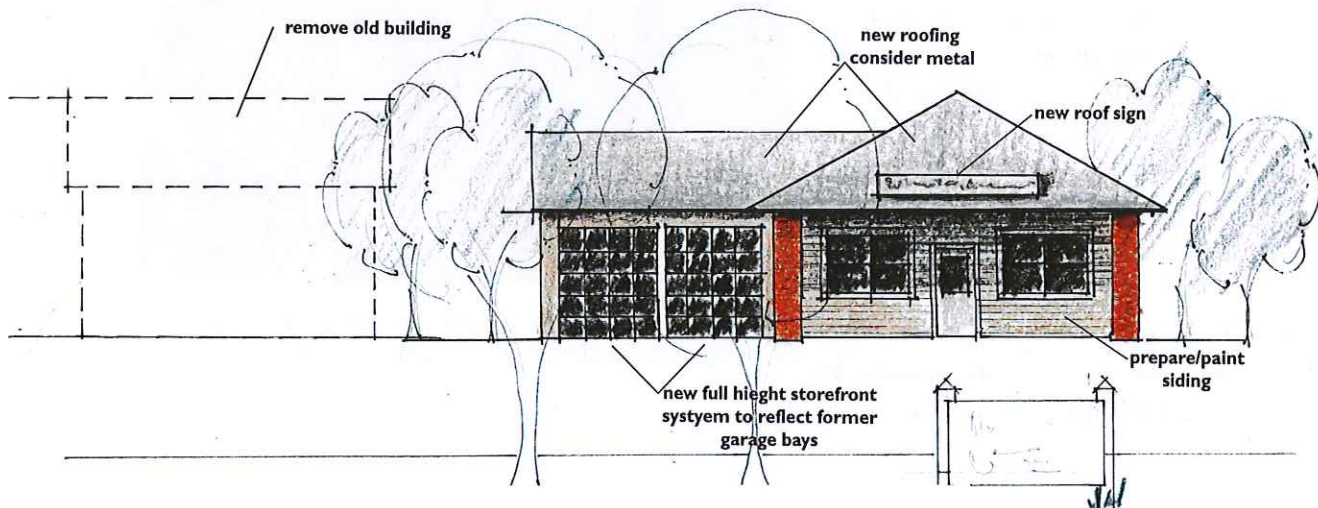 remove old building
new roofing
consider metal
new roof sign
prepare/paint
siding
new full hieght storefront
systyem to reflect former
garage bays